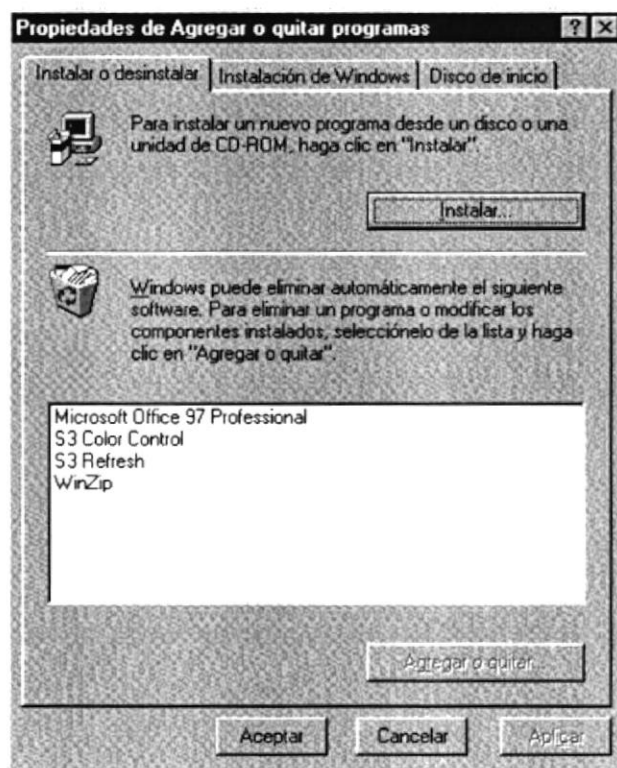 Propiedades de Agregar o quitar programas
Instalar o desinstalar
Instalación de Windows
Disco de inicio
Para instalar un nuevo programa desde un disco o una
unidad de CD-ROM, haga clic en "Instalar".
Instalar...
Windows puede eliminar automáticamente el siguiente
software. Para eliminar un programa o modificar los
componentes instalados, selecciónelo de la lista y haga
clic en "Agregar o quitar".
Microsoft Office 97 Professional
S3 Color Control
S3 Refresh
WinZip
Agregar o quitar...
Aceptar
Cancelar
Aplicar